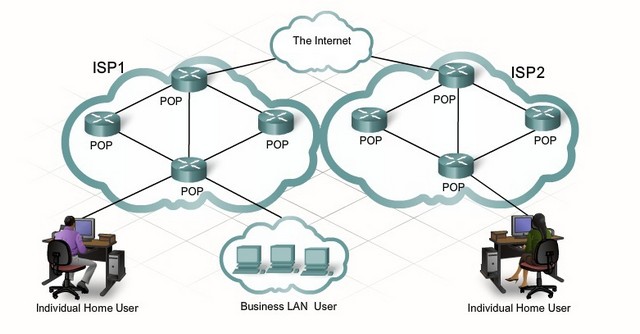 The Internet
ISP1
ISP2
POP
POP
POP
POP
POP
POP
POP
POP
Individual Home User
Business LAN User
Individual Home User